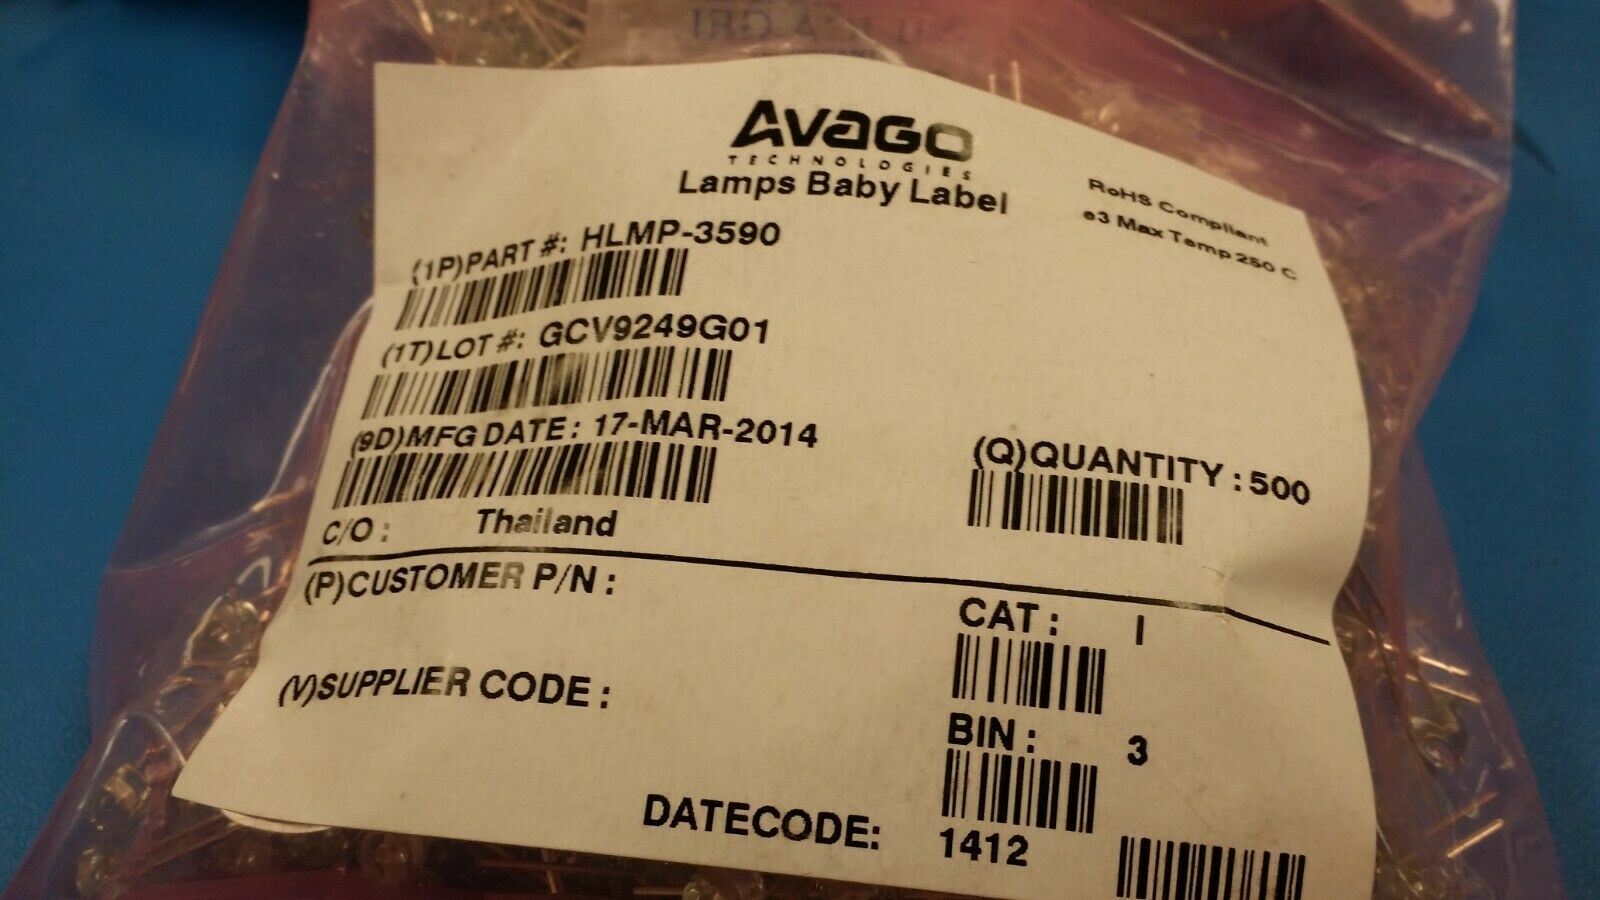 AVAGO
TECHNOLOGIES
Lamps Baby Label
RoHS Compliant
e3 Max Temp 250 C
(1P)PART #: HLMP-3590
(1T)LOT #: GCV9249G01
(9D)MFG DATE: 17-MAR-2014
(Q)QUANTITY : 500
C/O : Thailand
(P)CUSTOMER P/N :
CAT : I
(V)SUPPLIER CODE :
BIN : 3
DATECODE: 1412